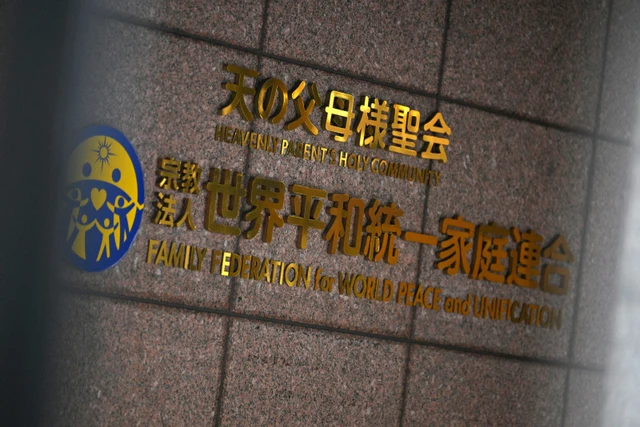 天の父母様聖会
HEAVENLY PARENT'S HOLY COMMUNITY
宗教法人 世界平和統一家庭連合
FAMILY FEDERATION for WORLD PEACE and UNIFICATION